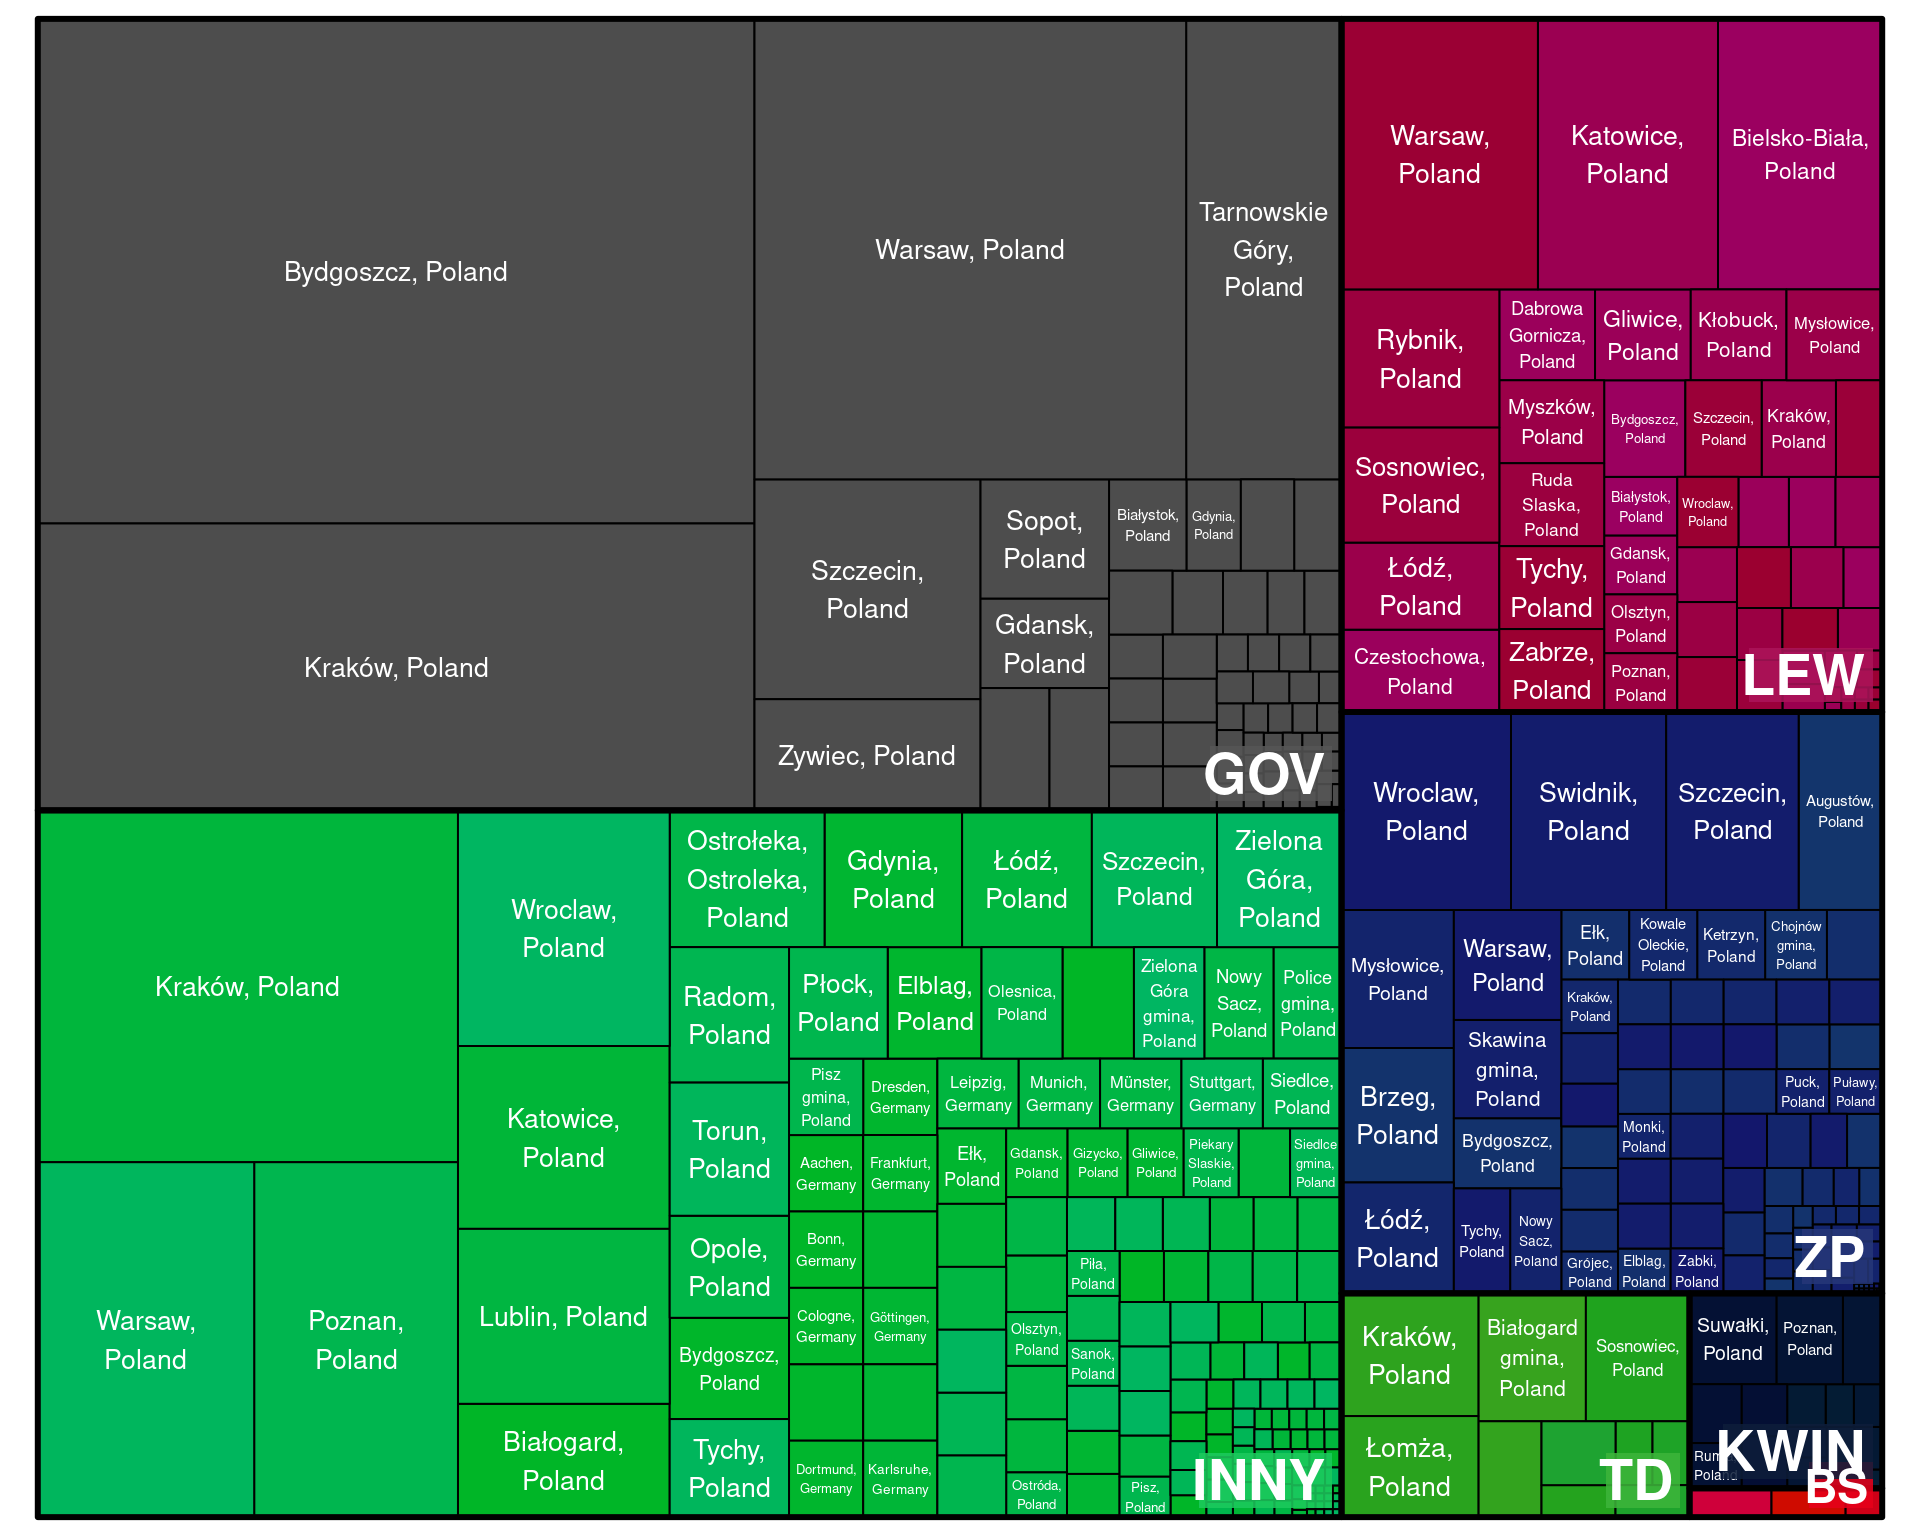 Bydgoszcz, Poland
Kraków, Poland
Warsaw, Poland
Tarnowskie
Góry,
Poland
Szczecin,
Poland
Zywiec, Poland
Sopot,
Poland
Gdansk,
Poland
Białystok,
Poland
Gdynia,
Poland
GOV
Warsaw,
Poland
Katowice,
Poland
Bielsko-Biała,
Poland
Rybnik,
Poland
Sosnowiec,
Poland
Łódź,
Poland
Czestochowa,
Poland
Dabrowa
Gornicza,
Poland
Gliwice,
Poland
Kłobuck,
Poland
Mysłowice,
Poland
Myszków,
Poland
Ruda
Slaska,
Poland
Tychy,
Poland
Zabrze,
Poland
Bydgoszcz,
Poland
Szczecin,
Poland
Kraków,
Poland
Białystok,
Poland
Wroclaw,
Poland
Gdansk,
Poland
Olsztyn,
Poland
Poznan,
Poland
LEW
Kraków, Poland
Warsaw,
Poland
Poznan,
Poland
Wroclaw,
Poland
Katowice,
Poland
Lublin, Poland
Białogard,
Poland
Ostrołeka,
Ostroleka,
Poland
Gdynia,
Poland
Łódź,
Poland
Szczecin,
Poland
Zielona
Góra,
Poland
Radom,
Poland
Torun,
Poland
Opole,
Poland
Bydgoszcz,
Poland
Tychy,
Poland
Płock,
Poland
Elblag,
Poland
Olesnica,
Poland
Zielona
Góra
gmina,
Poland
Nowy
Sacz,
Poland
Police
gmina,
Poland
Pisz
gmina,
Poland
Dresden,
Germany
Leipzig,
Germany
Munich,
Germany
Münster,
Germany
Stuttgart,
Germany
Siedlce,
Poland
Aachen,
Germany
Frankfurt,
Germany
Ełk,
Poland
Gdansk,
Poland
Gizycko,
Poland
Gliwice,
Poland
Piekary
Slaskie,
Poland
Siedlce
gmina,
Poland
Bonn,
Germany
Cologne,
Germany
Göttingen,
Germany
Dortmund,
Germany
Karlsruhe,
Germany
Piła,
Poland
Olsztyn,
Poland
Sanok,
Poland
Ostróda,
Poland
Pisz,
Poland
INNY
Wroclaw,
Poland
Swidnik,
Poland
Szczecin,
Poland
Augustów,
Poland
Mysłowice,
Poland
Brzeg,
Poland
Łódź,
Poland
Warsaw,
Poland
Skawina
gmina,
Poland
Bydgoszcz,
Poland
Tychy,
Poland
Nowy
Sacz,
Poland
Ełk,
Poland
Kowale
Oleckie,
Poland
Ketrzyn,
Poland
Chojnów
gmina,
Poland
Kraków,
Poland
Puck,
Poland
Puławy,
Poland
Monki,
Poland
Grójec,
Poland
Elblag,
Poland
Zabki,
Poland
ZP
Kraków,
Poland
Łomża,
Poland
Białogard
gmina,
Poland
Sosnowiec,
Poland
TD
Suwałki,
Poland
Poznan,
Poland
Poland
KWIN
BS